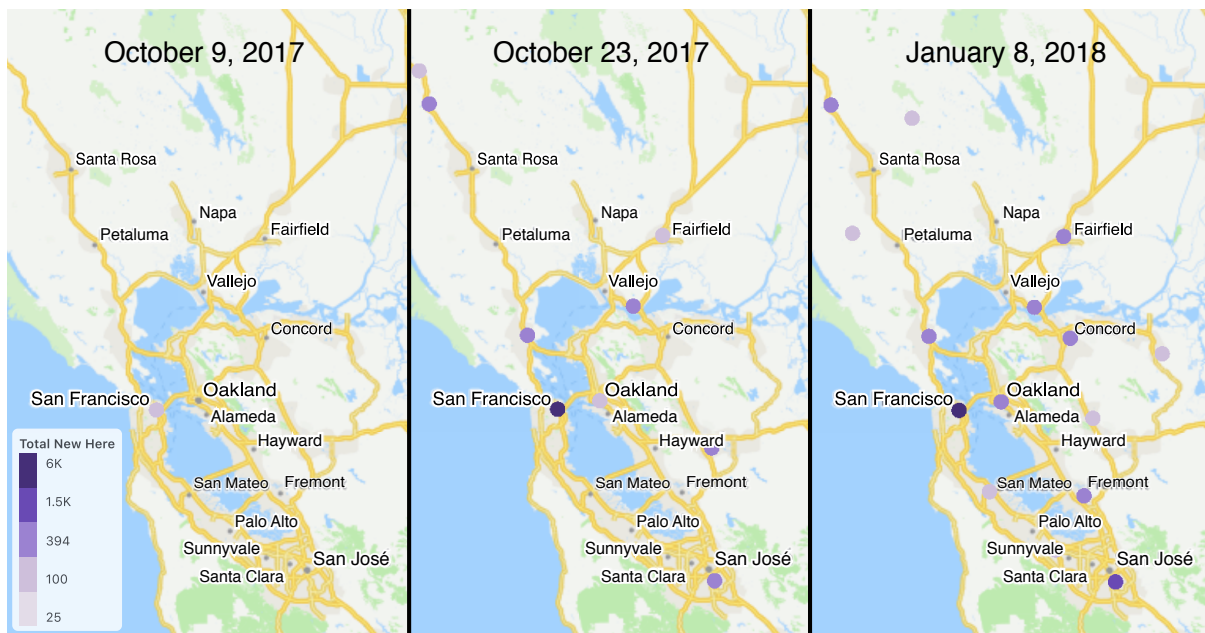 October 9, 2017
Santa Rosa
Napa
Petaluma
Fairfield
Vallejo
Concord
San Francisco
Oakland
Alameda
Hayward
San Mateo
Fremont
Palo Alto
Sunnyvale
San José
Santa Clara
Total New Here
6K
1.5K
394
100
25
October 23, 2017
Santa Rosa
Napa
Petaluma
Fairfield
Vallejo
Concord
San Francisco
Oakland
Alameda
Hayward
San Mateo
Fremont
Palo Alto
Sunnyvale
San José
Santa Clara
January 8, 2018
Santa Rosa
Napa
Petaluma
Fairfield
Vallejo
Concord
San Francisco
Oakland
Alameda
Hayward
San Mateo
Fremont
Palo Alto
Sunnyvale
San José
Santa Clara